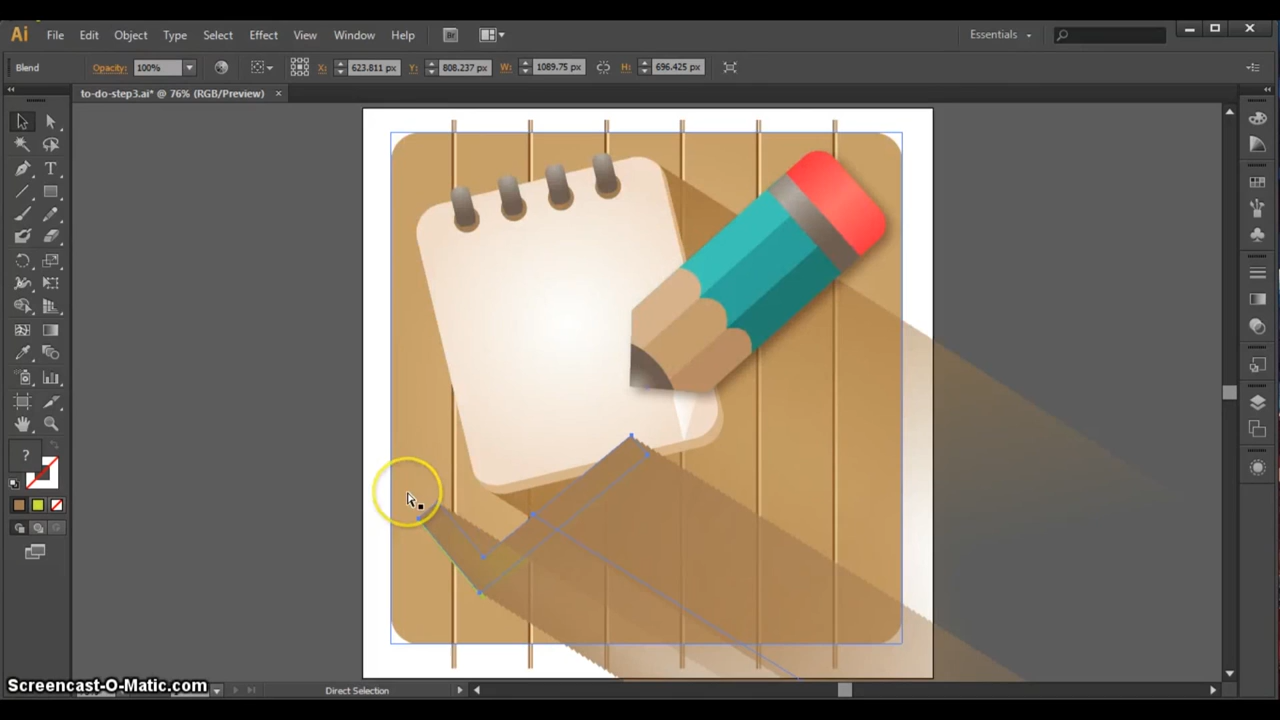 Ai File Edit Object Type Select Effect View Window Help Br Essentials
Blend Opacity: 100% X: 623.811 px Y: 808.237 px W: 1089.75 px H: 696.425 px
to-do-step3.ai* @ 76% (RGB/Preview) ×
T
?
Screencast-O-Matic.com Direct Selection